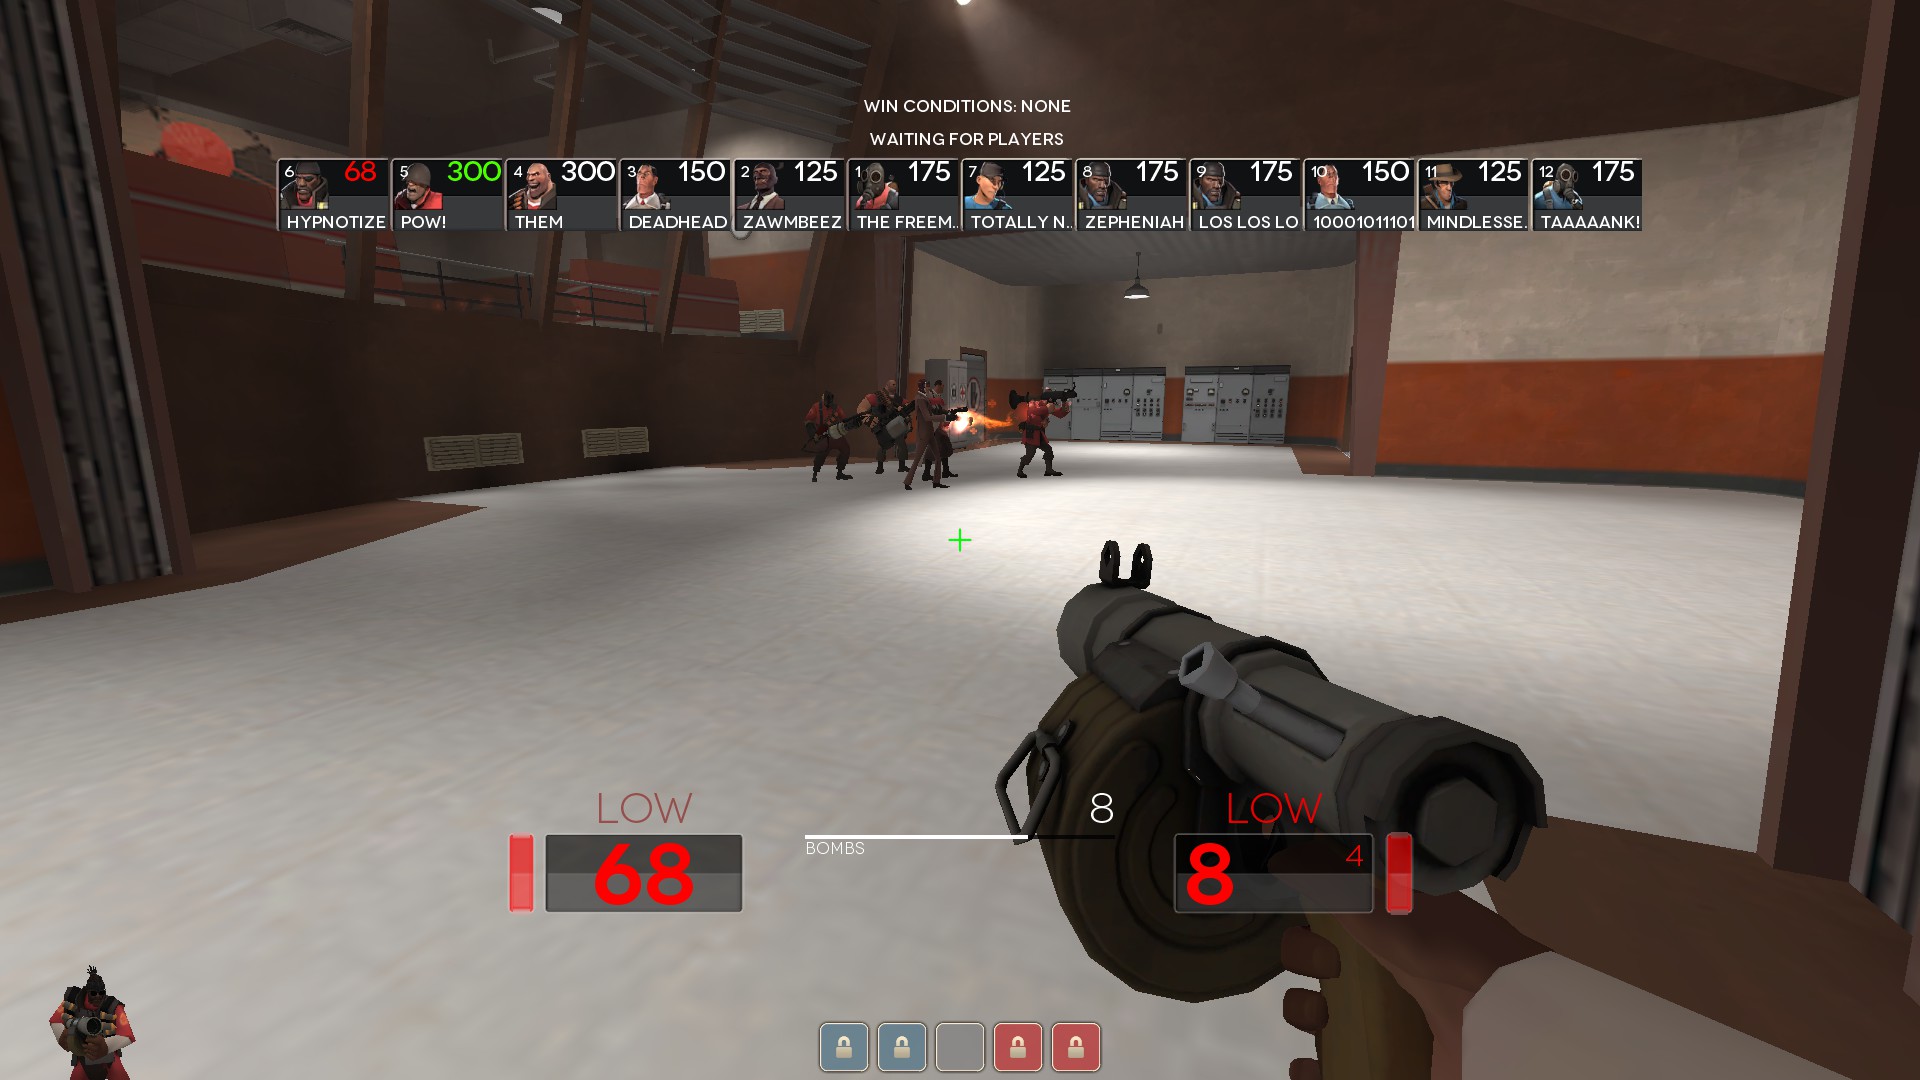 WIN CONDITIONS: NONE
WAITING FOR PLAYERS
6 68 5 300 4 300 3 150 2 125 1 175 7 125 8 175 9 175 10 150 11 125 12 175
HYPNOTIZE POW! THEM DEADHEAD ZAWMBEEZ THE FREEM.. TOTALLY N.. ZEPHENIAH LOS LOS LO 10001011101 MINDLESSE. TAAAAANK!
LOW 8 LOW
68 BOMBS 8 4